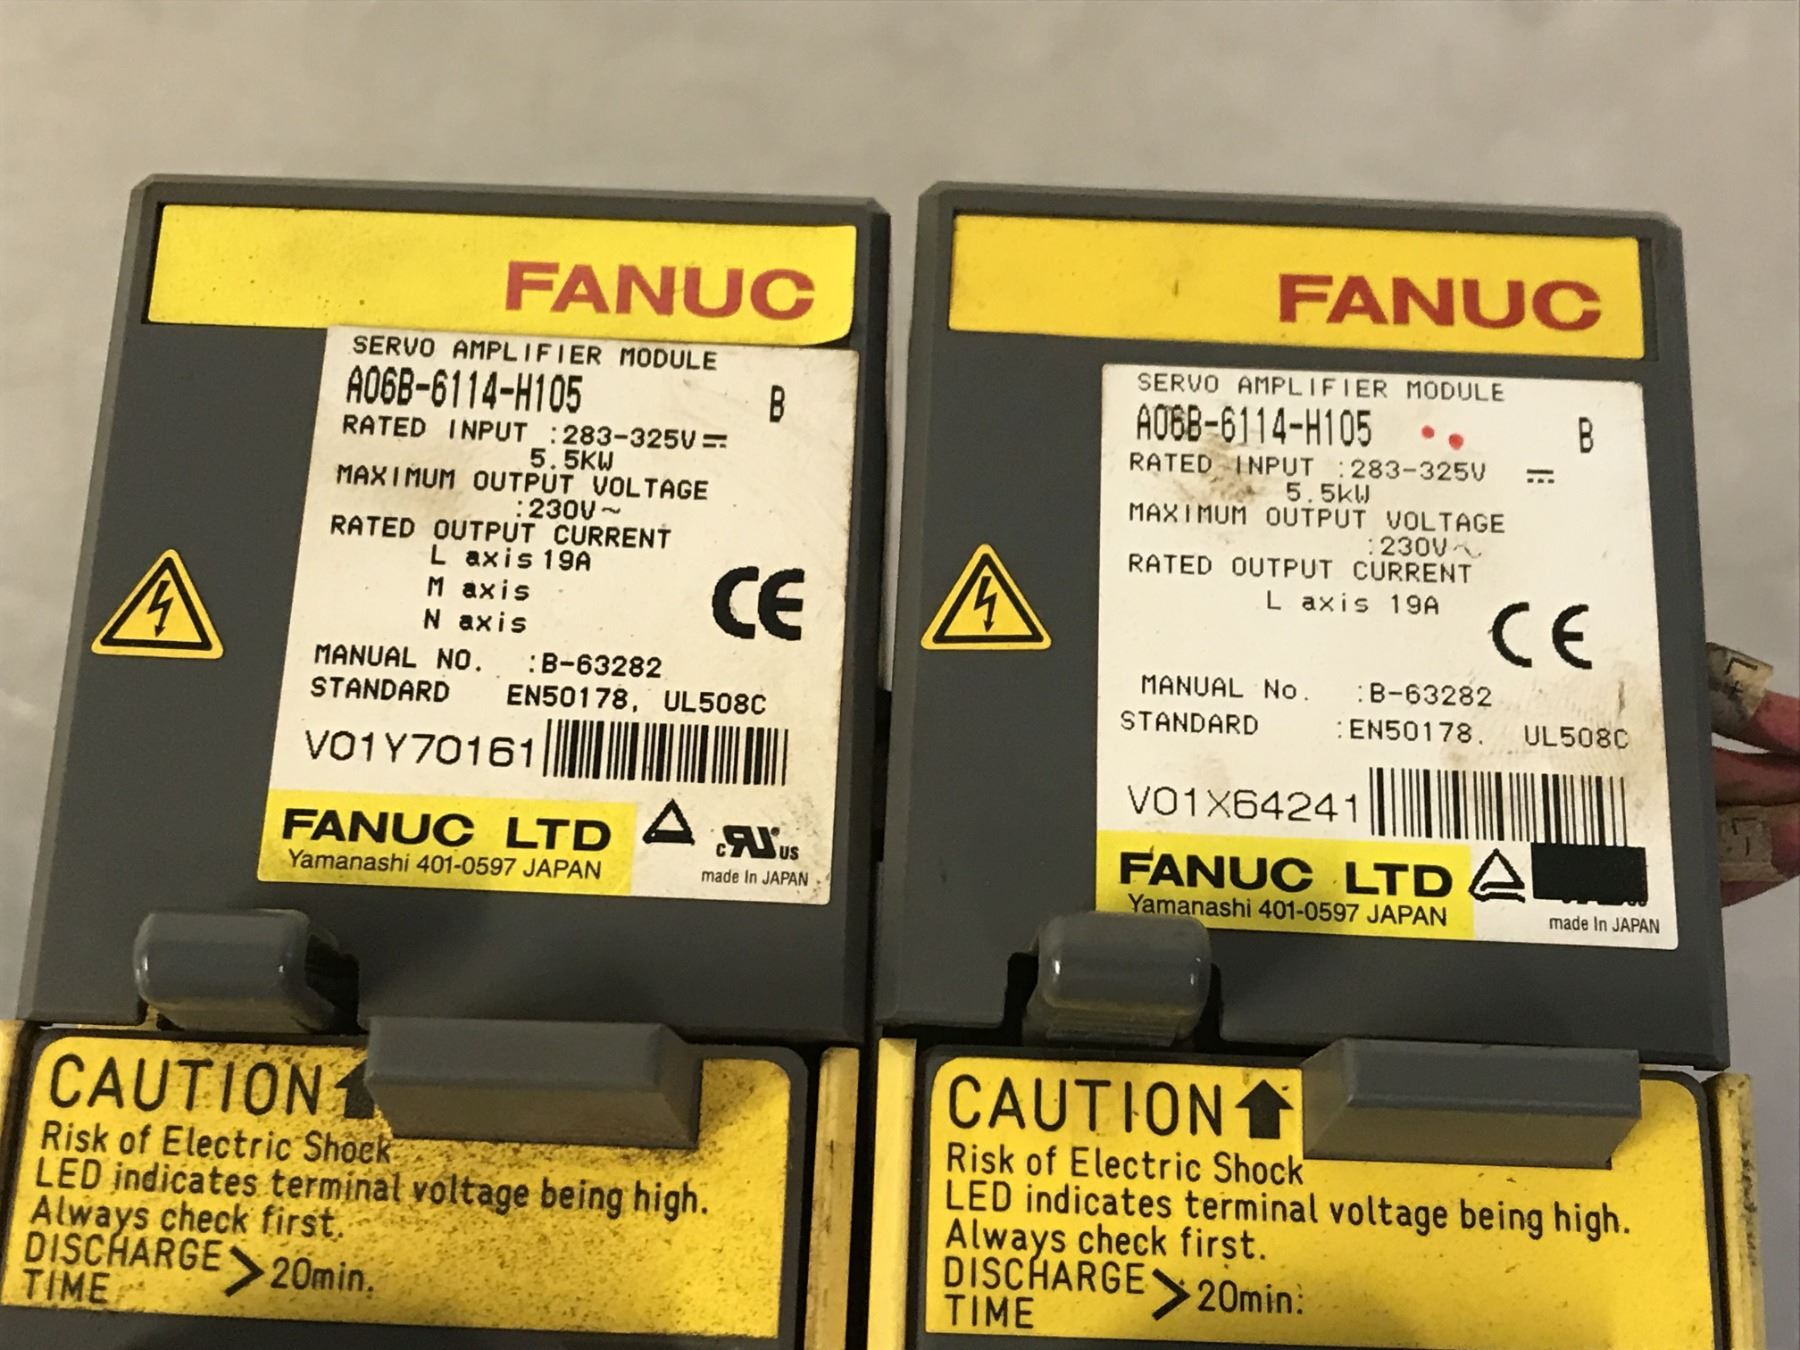 FANUC
SERVO AMPLIFIER MODULE
A06B-6114-H105 B
RATED INPUT :283-325V
5.5KW
MAXIMUM OUTPUT VOLTAGE
:230V~
RATED OUTPUT CURRENT
L axis 19A
M axis
N axis
CE
MANUAL NO. :B-63282
STANDARD EN50178, UL508C
V01Y70161
FANUC LTD
Yamanashi 401-0597 JAPAN
c RU US
made In JAPAN
CAUTION
Risk of Electric Shock
LED indicates terminal voltage being high.
Always check first.
DISCHARGE
TIME > 20min.
FANUC
SERVO AMPLIFIER MODULE
A06B-6114-H105 B
RATED INPUT :283-325V
5.5kW
MAXIMUM OUTPUT VOLTAGE
:230V~
RATED OUTPUT CURRENT
L axis 19A
CE
MANUAL No. :B-63282
STANDARD :EN50178. UL508C
V01X64241
FANUC LTD
Yamanashi 401-0597 JAPAN
made In JAPAN
CAUTION
Risk of Electric Shock
LED indicates terminal voltage being high.
Always check first.
DISCHARGE
TIME > 20min.